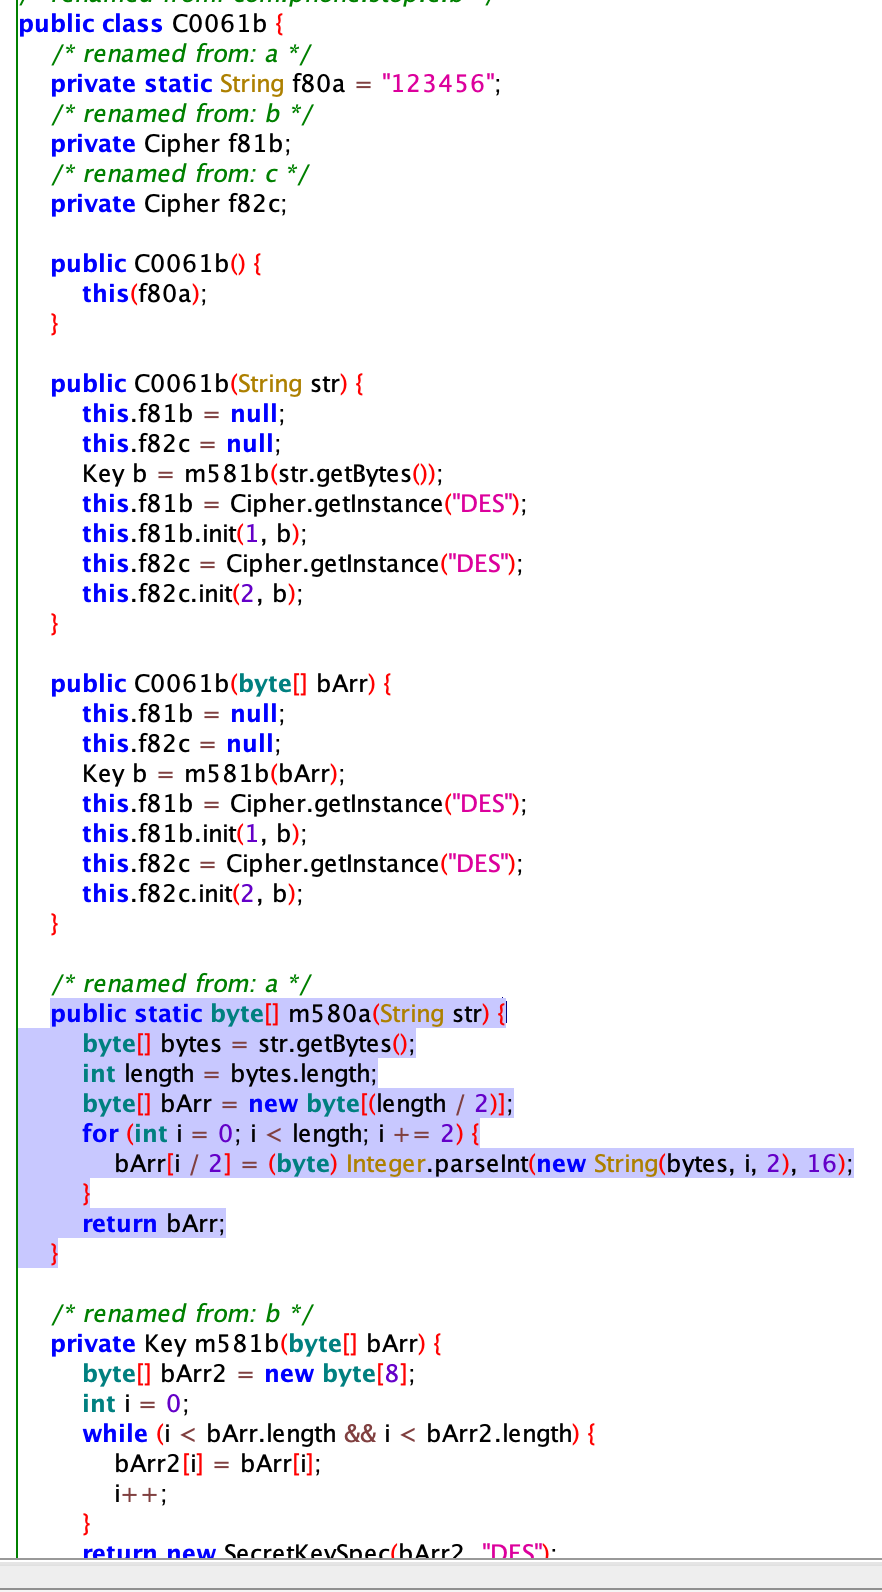 public class C0061b {
/* renamed from: a */
private static String f80a = "123456";
/* renamed from: b */
private Cipher f81b;
/* renamed from: c */
private Cipher f82c;
public C0061b() {
this(f80a);
}
public C0061b(String str) {
this.f81b = null;
this.f82c = null;
Key b = m581b(str.getBytes());
this.f81b = Cipher.getInstance("DES");
this.f81b.init(1, b);
this.f82c = Cipher.getInstance("DES");
this.f82c.init(2, b);
}
public C0061b(byte[] bArr) {
this.f81b = null;
this.f82c = null;
Key b = m581b(bArr);
this.f81b = Cipher.getInstance("DES");
this.f81b.init(1, b);
this.f82c = Cipher.getInstance("DES");
this.f82c.init(2, b);
}
/* renamed from: a */
public static byte[] m580a(String str) {
byte[] bytes = str.getBytes();
int length = bytes.length;
byte[] bArr = new byte[(length / 2)];
for (int i = 0; i < length; i += 2) {
bArr[i / 2] = (byte) Integer.parseInt(new String(bytes, i, 2), 16);
}
return bArr;
}
/* renamed from: b */
private Key m581b(byte[] bArr) {
byte[] bArr2 = new byte[8];
int i = 0;
while (i < bArr.length && i < bArr2.length) {
bArr2[i] = bArr[i];
i++;
}
return new SecretKeySpec(bArr2, "DES");